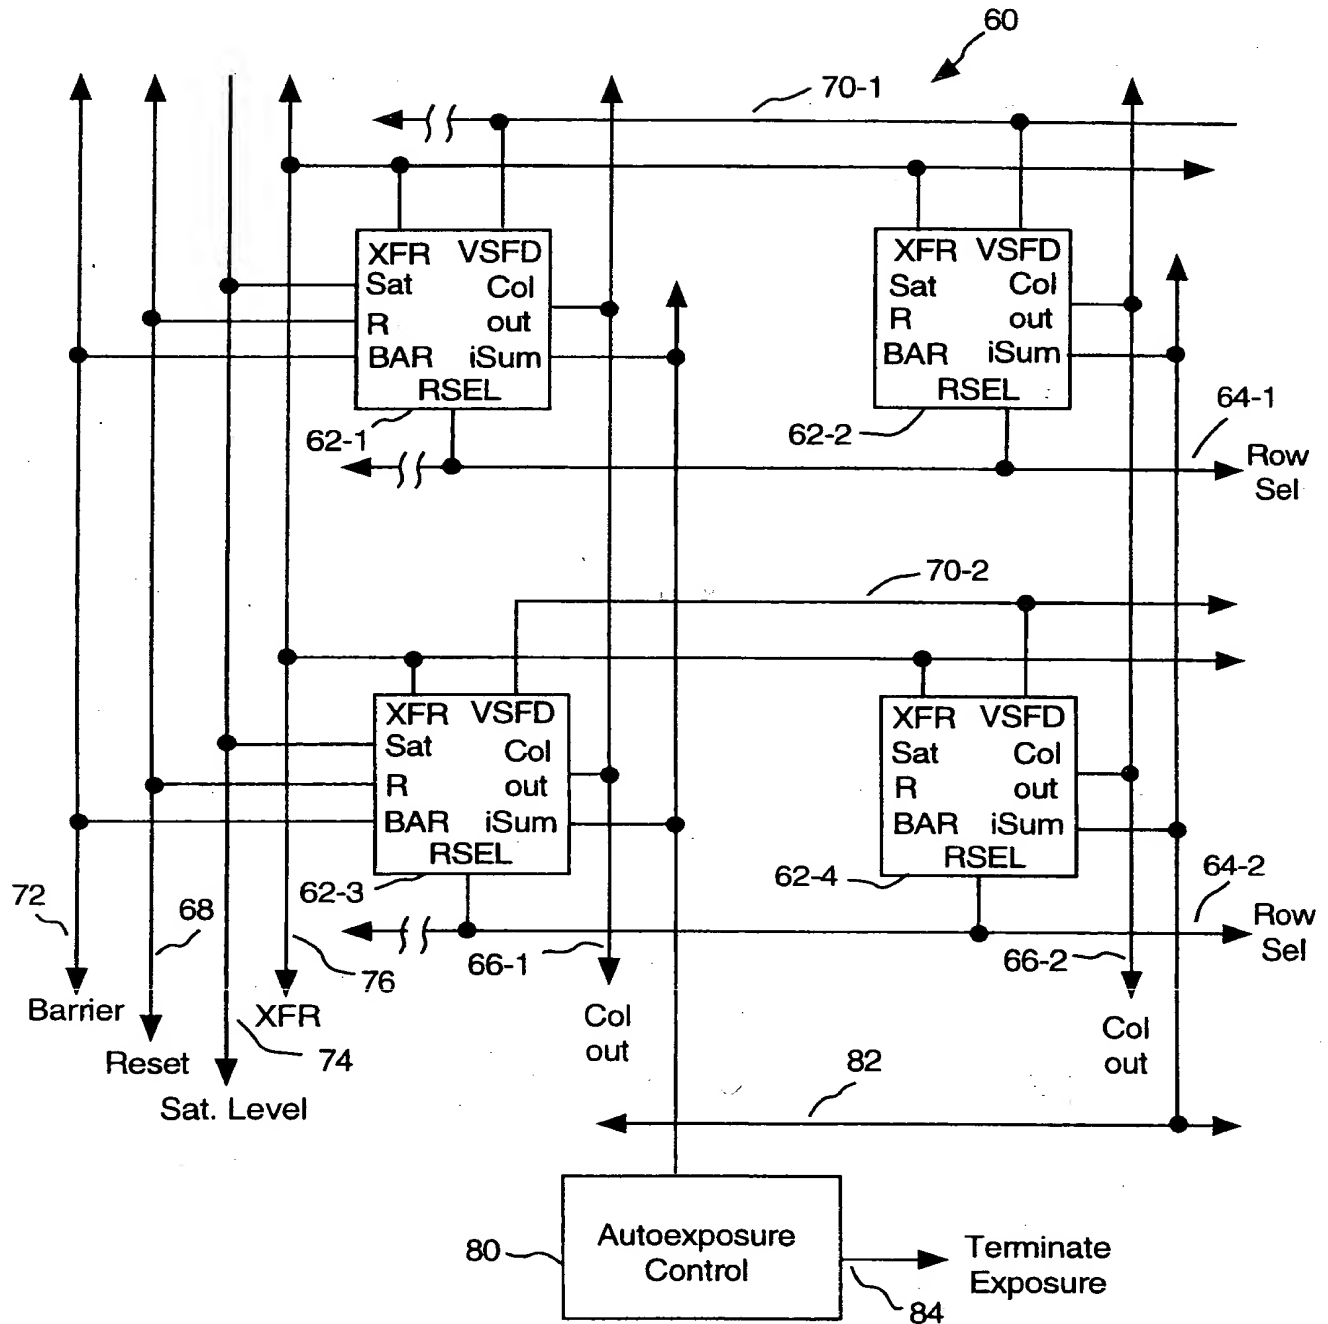 60
70-1
XFR VSFD
Sat Col
R out
BAR iSum
RSEL
62-1
XFR VSFD
Sat Col
R out
BAR iSum
RSEL
62-2
64-1
Row
Sel
70-2
XFR VSFD
Sat Col
R out
BAR iSum
RSEL
62-3
XFR VSFD
Sat Col
R out
BAR iSum
RSEL
62-4
64-2
Row
Sel
72
68
76
66-1
66-2
Barrier
XFR
Reset
74
Sat. Level
Col
out
Col
out
82
80
Autoexposure
Control
Terminate
Exposure
84